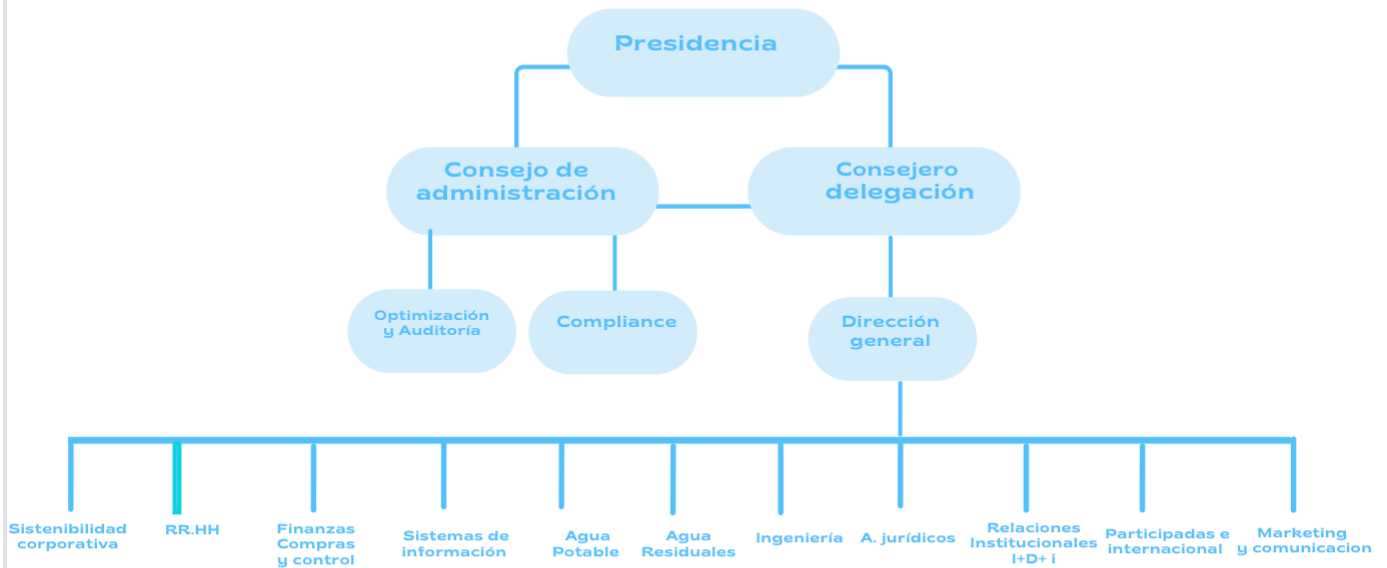 Presidencia
Consejo de
administración
Consejero
delegación
Optimización
y Auditoría
Compliance
Dirección
general
Sistenibilidad
corporativa
RR.HH
Finanzas
Compras
y control
Sistemas de
información
Agua
Potable
Agua
Residuales
Ingeniería
A. jurídicos
Relaciones
Institucionales
I+D+ i
Participadas e
internacional
Marketing
y comunicacion